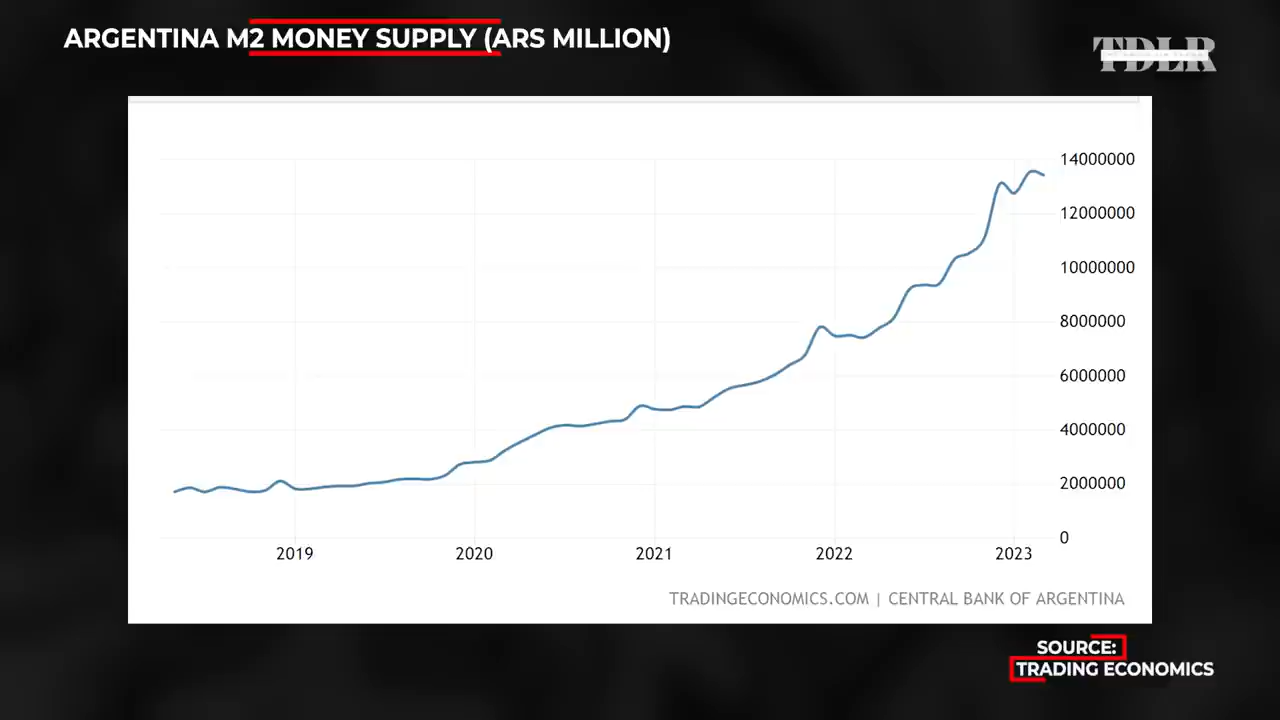 ARGENTINA M2 MONEY SUPPLY (ARS MILLION)
TDLR
14000000
12000000
10000000
8000000
6000000
4000000
2000000
0
2019 2020 2021 2022 2023
TRADINGECONOMICS.COM | CENTRAL BANK OF ARGENTINA
SOURCE:
TRADING ECONOMICS